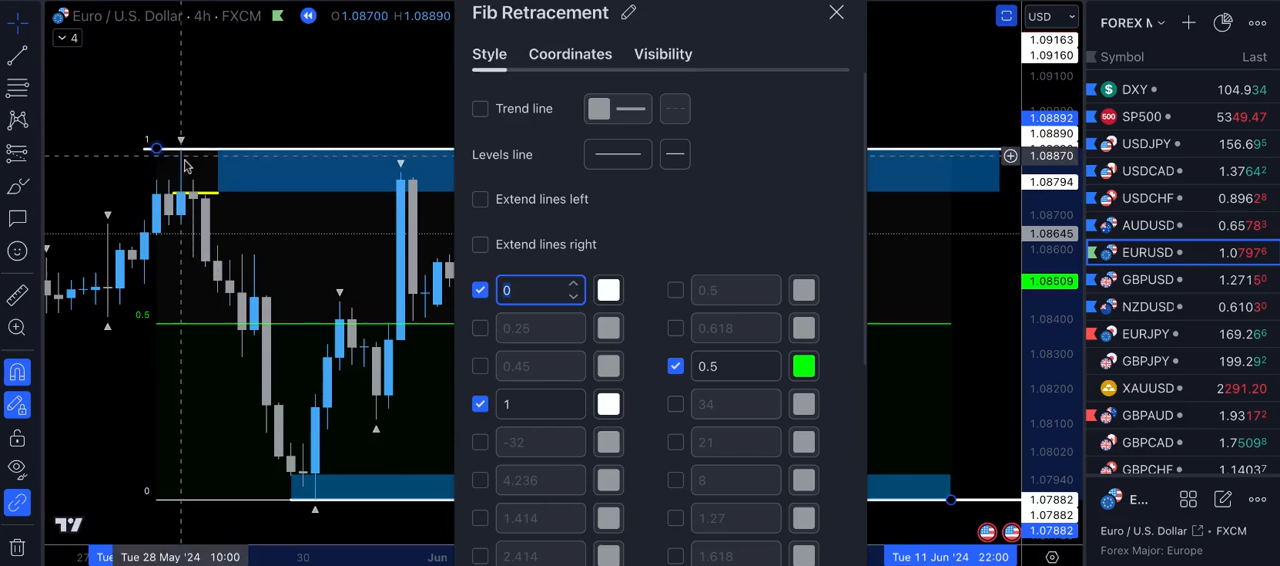 Euro / U.S. Dollar • 4h • FXCM
O1.08700 H1.08890
4
1
0.5
0
27
Tue
Tue 28 May '24 10:00
30
Jun
Tue 11 Jun '24 22:00
Fib Retracement
Style
Coordinates
Visibility
Trend line
Levels line
Extend lines left
Extend lines right
0
0.5
0.25
0.618
0.45
0.5
1
34
-32
21
4.236
8
1.414
1.27
2.414
1.618
USD
1.09163
1.09160
1.09100
1.08892
1.08890
1.08870
1.08794
1.08700
1.08645
1.08600
1.08509
1.08400
1.08300
1.08200
1.08100
1.08020
1.07940
1.07882
1.07882
1.07882
FOREX M
Symbol Last
DXY 104.934
SP500 5349.47
USDJPY 156.695
USDCAD 1.37642
USDCHF 0.89628
AUDUSD 0.65783
EURUSD 1.07976
GBPUSD 1.27150
NZDUSD 0.61030
EURJPY 169.266
GBPJPY 199.292
XAUUSD 2291.20
GBPAUD 1.93172
GBPCAD 1.75098
GBPCHF 1.14037
E...
Euro / U.S. Dollar • FXCM
Forex Major: Europe